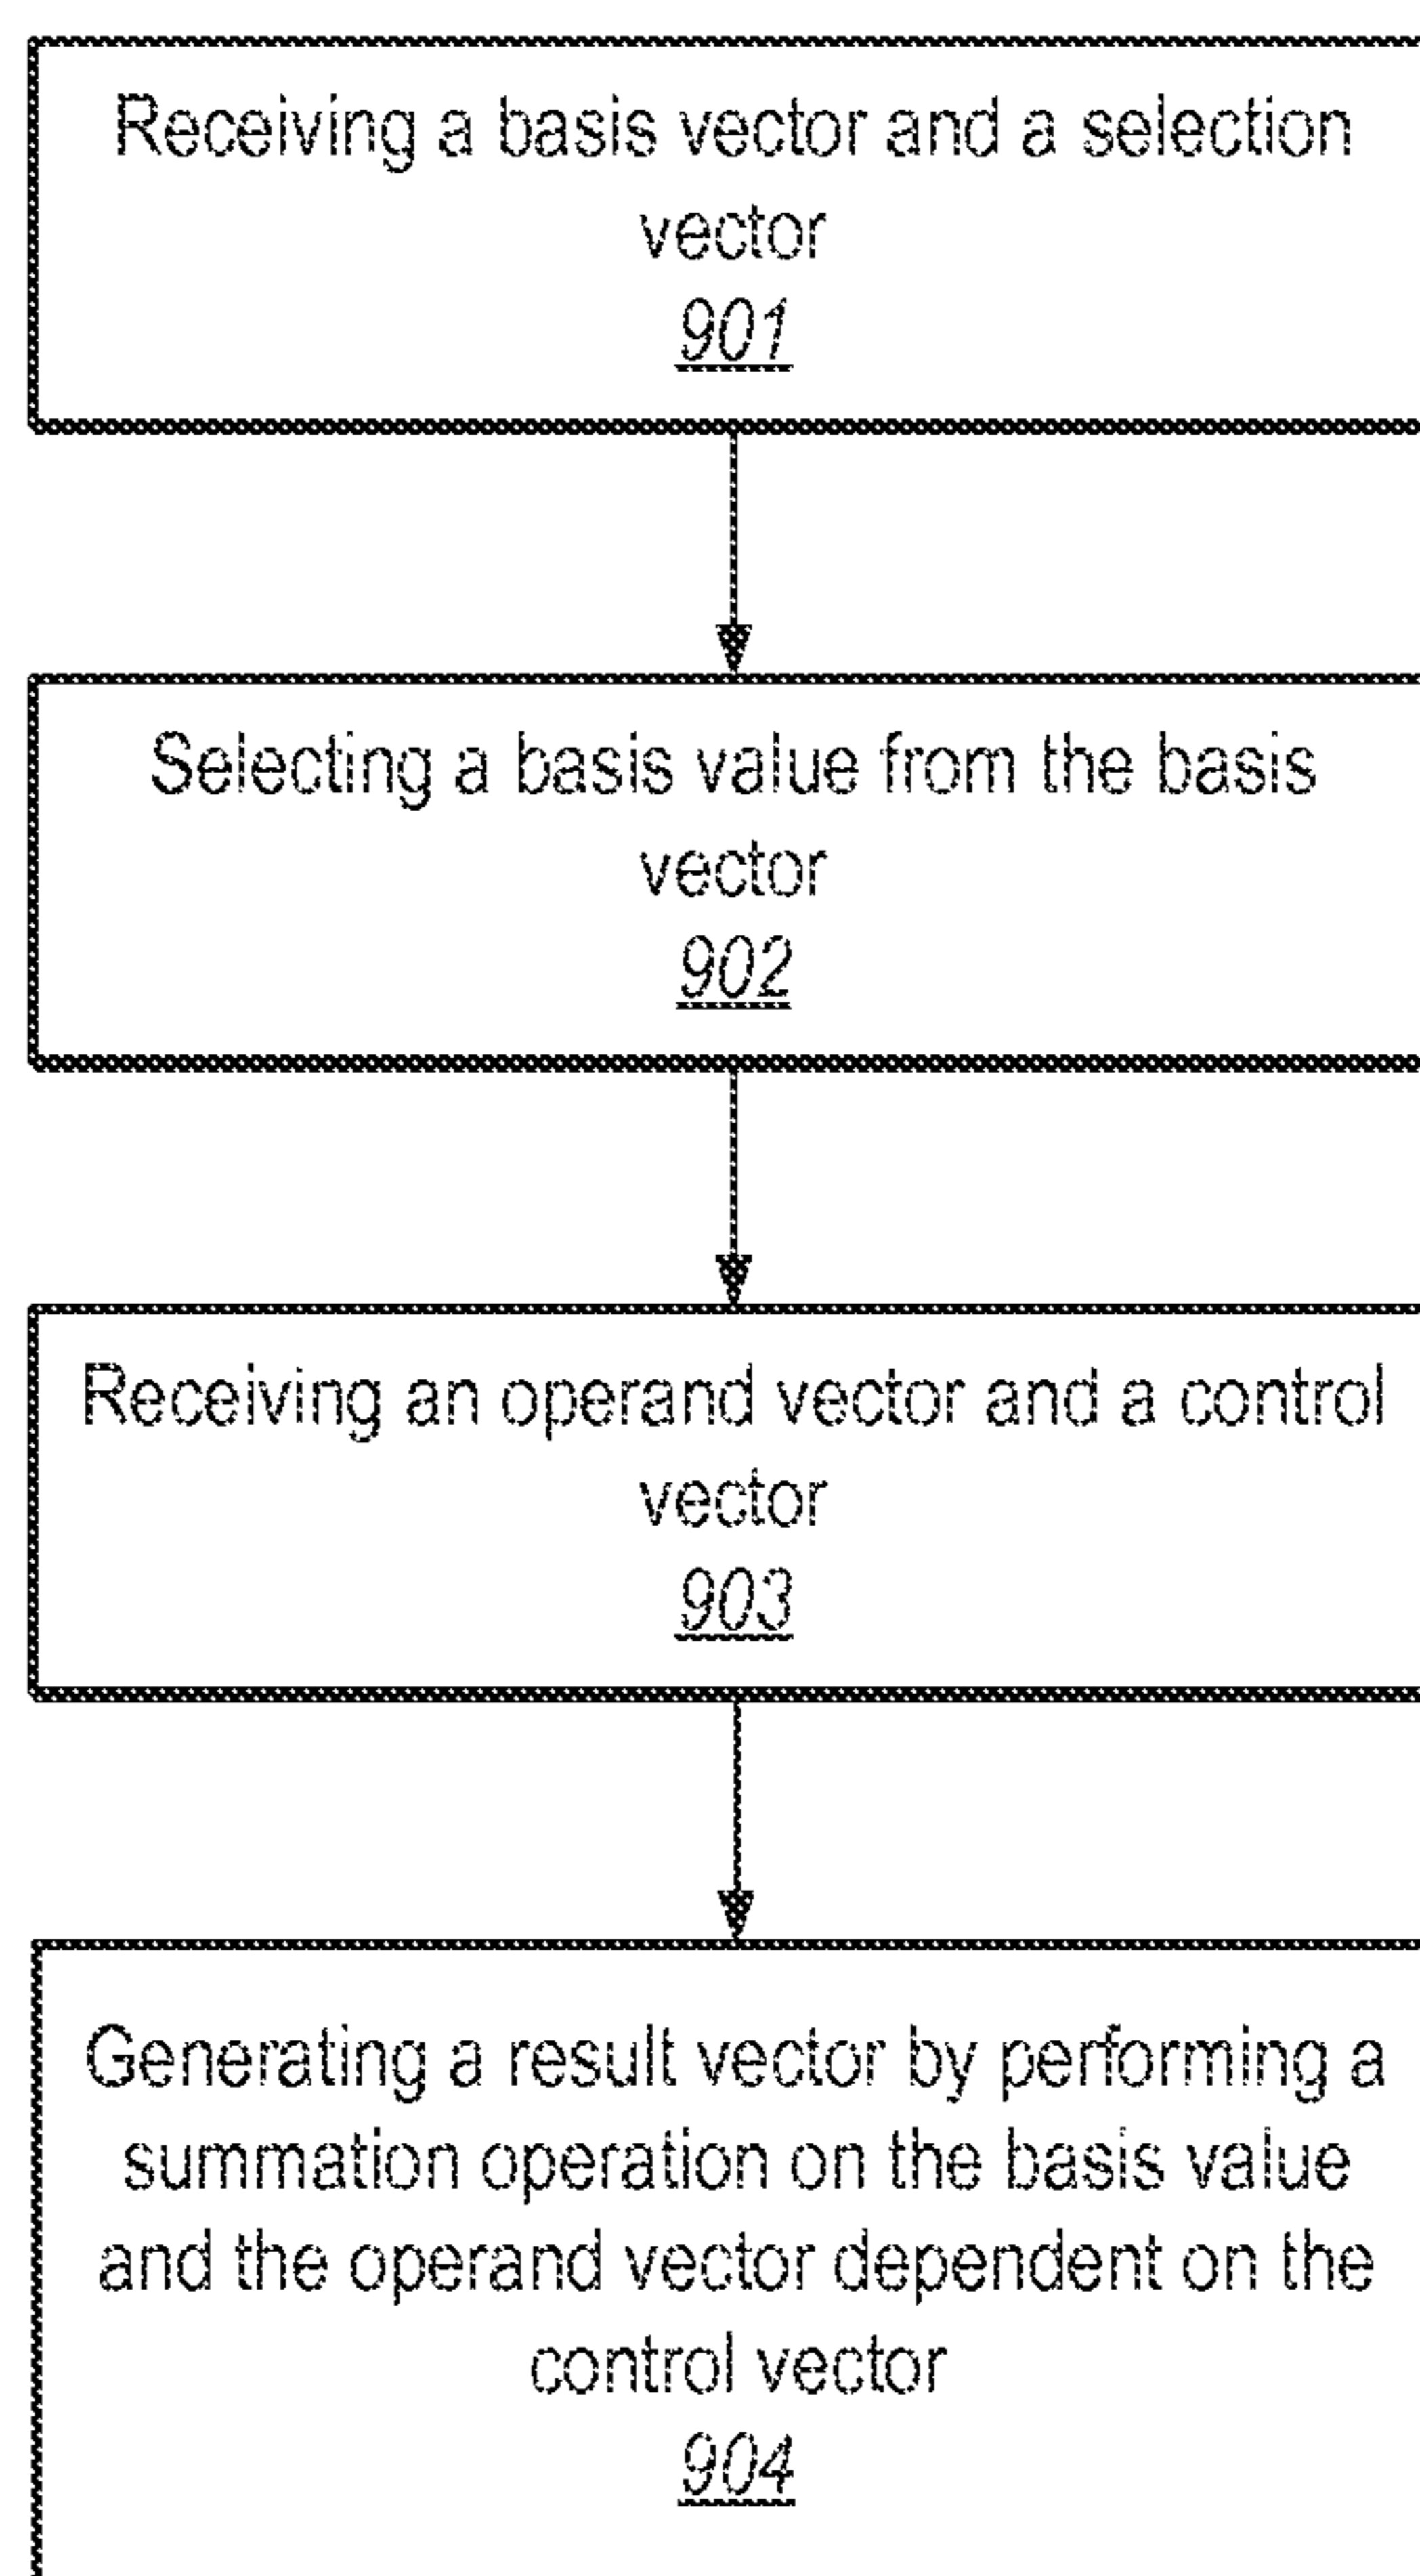 Receiving a basis vector and a selection
vector
901
Selecting a basis value from the basis
vector
902
Receiving an operand vector and a control
vector
903
Generating a result vector by performing a
summation operation on the basis value
and the operand vector dependent on the
control vector
904